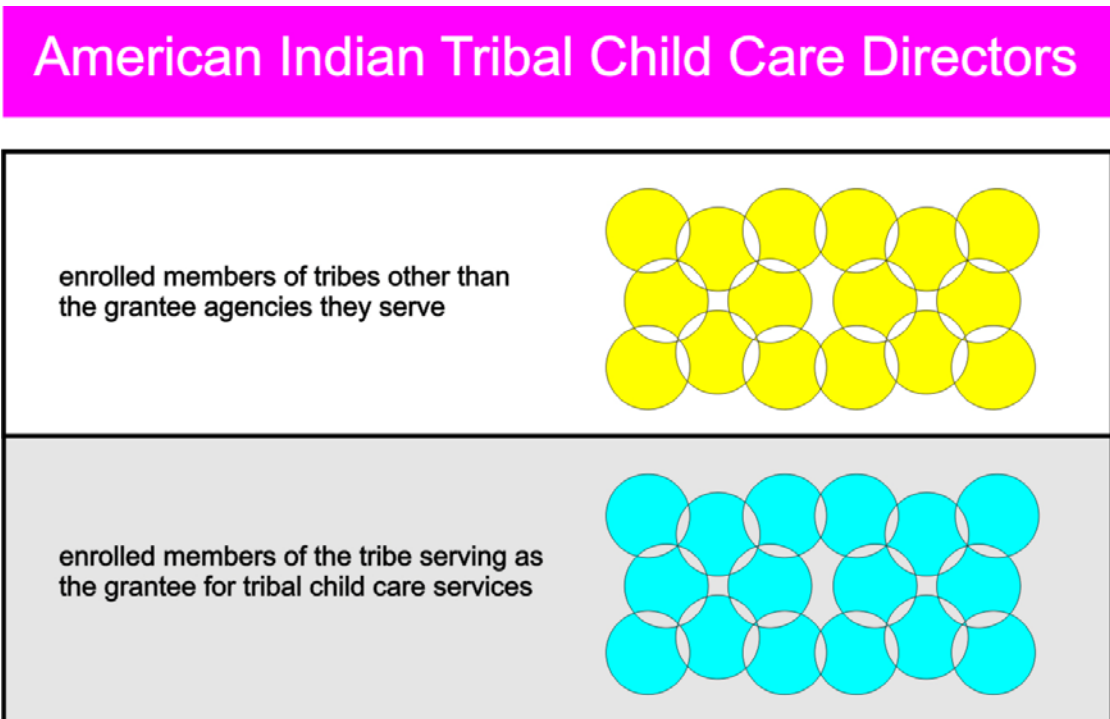 American Indian Tribal Child Care Directors
enrolled members of tribes other than
the grantee agencies they serve
enrolled members of the tribe serving as
the grantee for tribal child care services